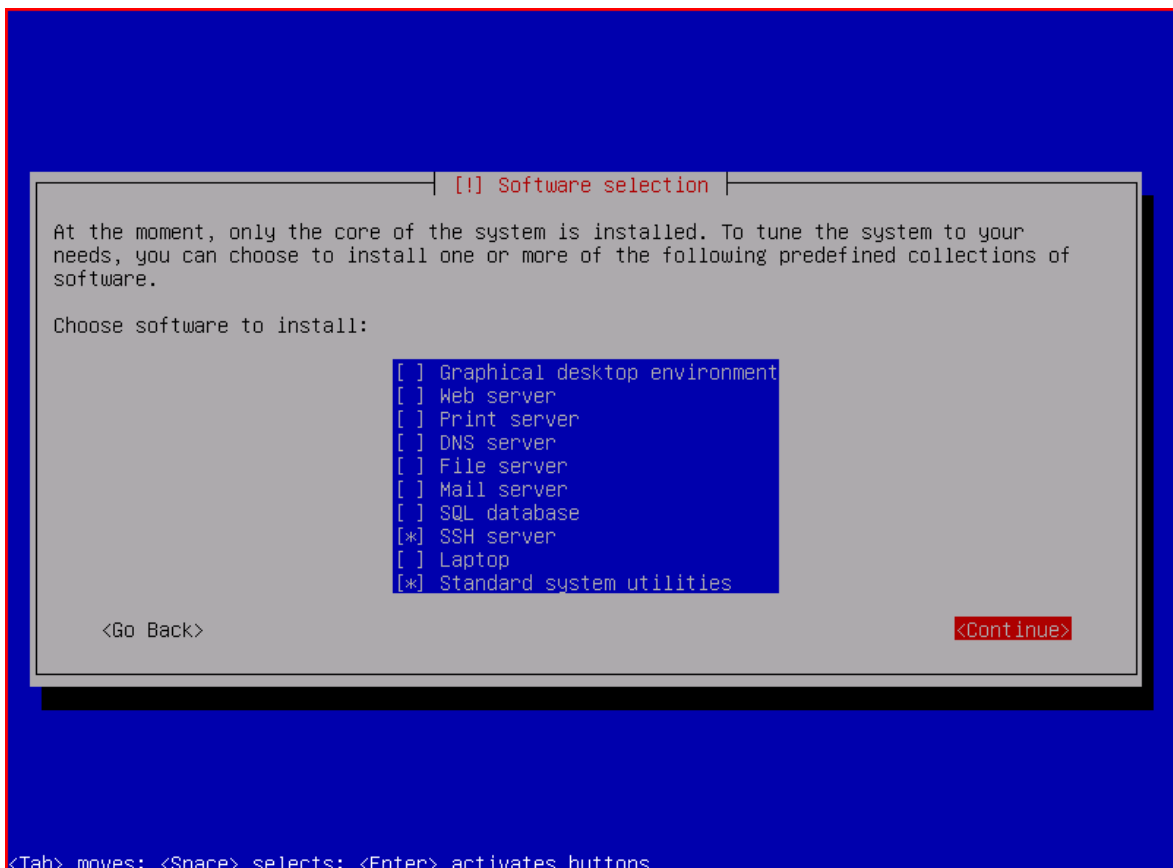 [!] Software selection
At the moment, only the core of the system is installed. To tune the system to your
needs, you can choose to install one or more of the following predefined collections of
software.
Choose software to install:
[ ] Graphical desktop environment
[ ] Web server
[ ] Print server
[ ] DNS server
[ ] File server
[ ] Mail server
[ ] SQL database
[*] SSH server
[ ] Laptop
[*] Standard system utilities
<Go Back> <Continue>
<Tab> moves; <Space> selects; <Enter> activates buttons